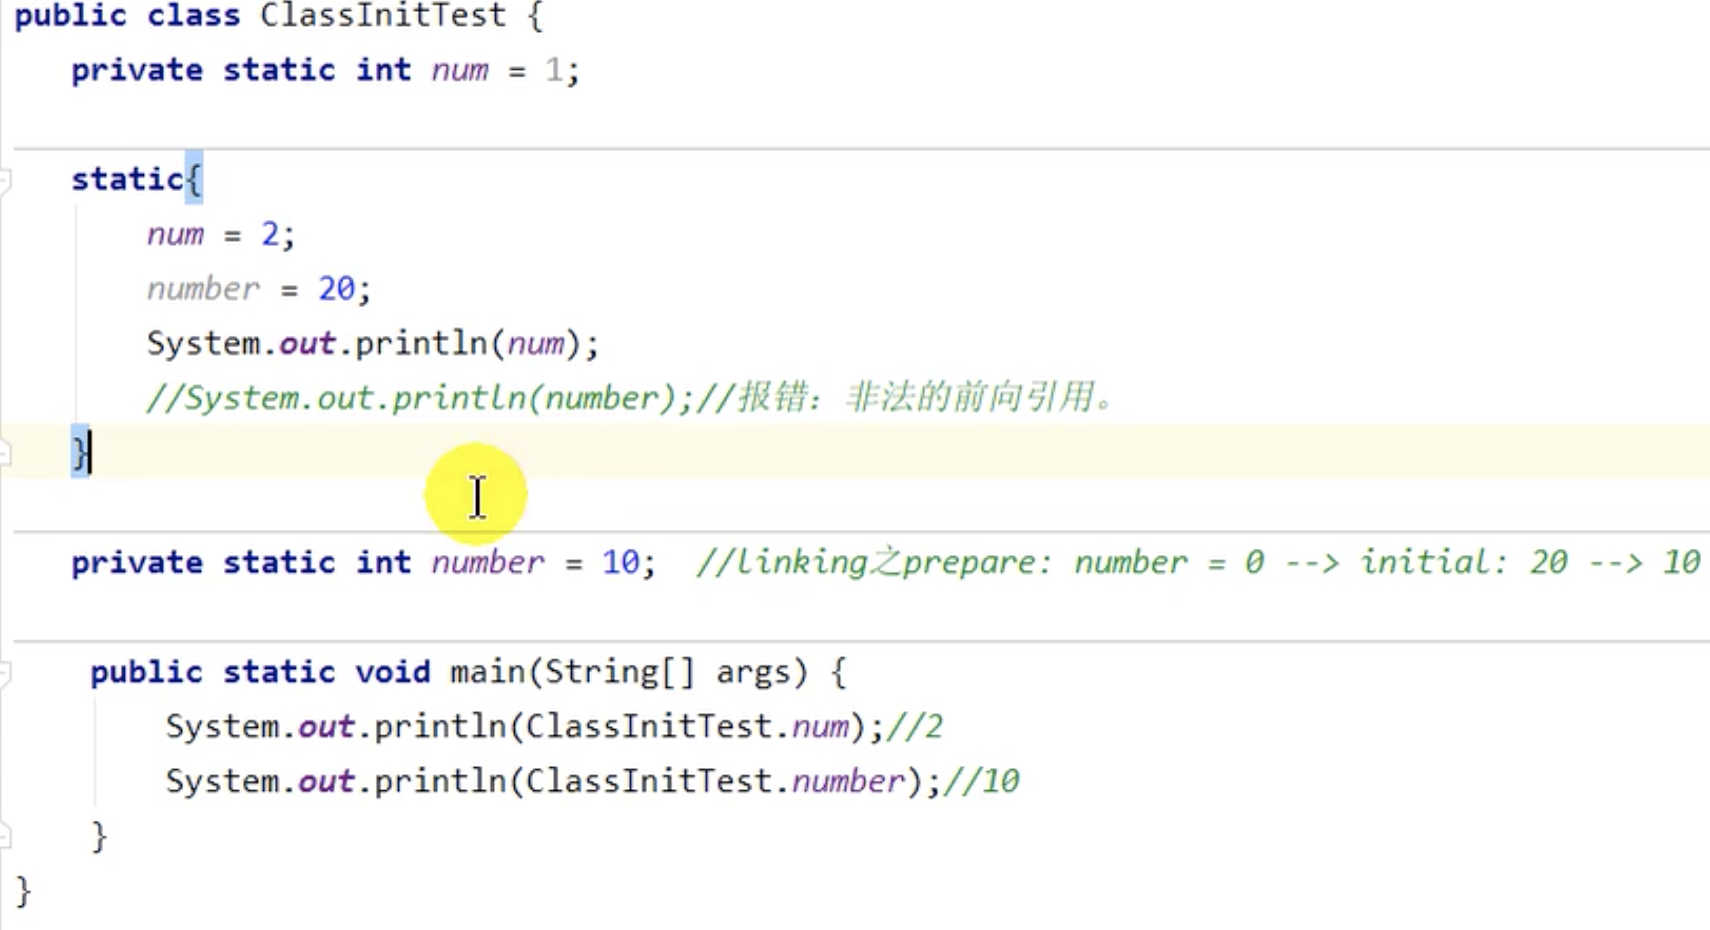 public class ClassInitTest {
private static int num = 1;
static{
num = 2;
number = 20;
System.out.println(num);
//System.out.println(number);//报错：非法的前向引用。
}
private static int number = 10;  //linking之prepare: number = 0 --> initial: 20 --> 10
public static void main(String[] args) {
System.out.println(ClassInitTest.num);//2
System.out.println(ClassInitTest.number);//10
}
}